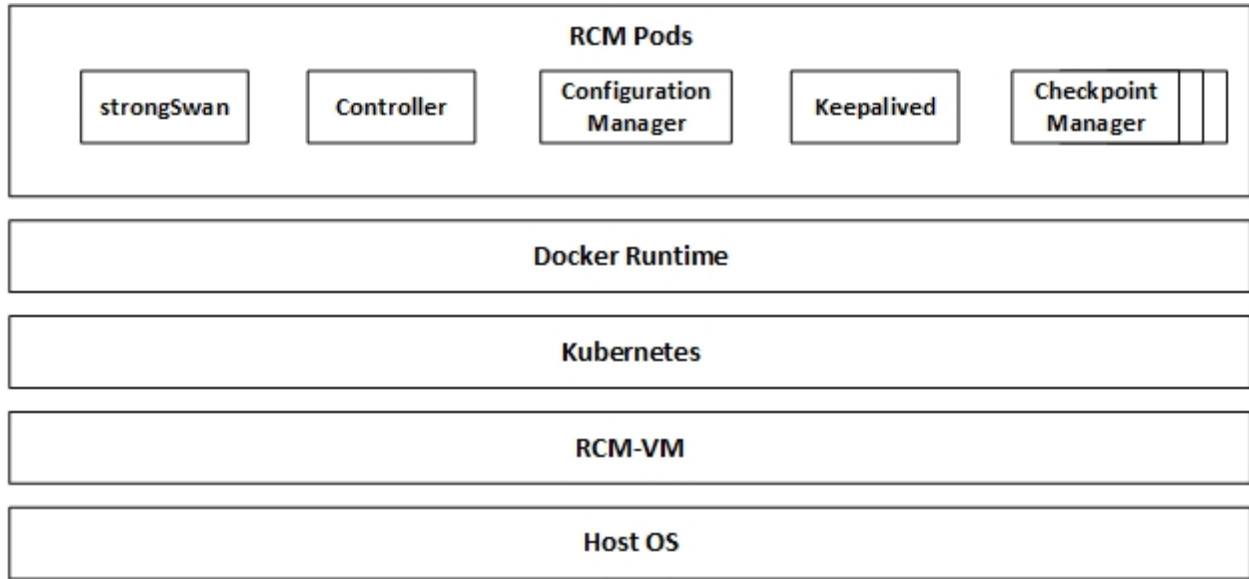 RCM Pods
strongSwan
Controller
Configuration
Manager
Keepalived
Checkpoint
Manager
Docker Runtime
Kubernetes
RCM-VM
Host OS